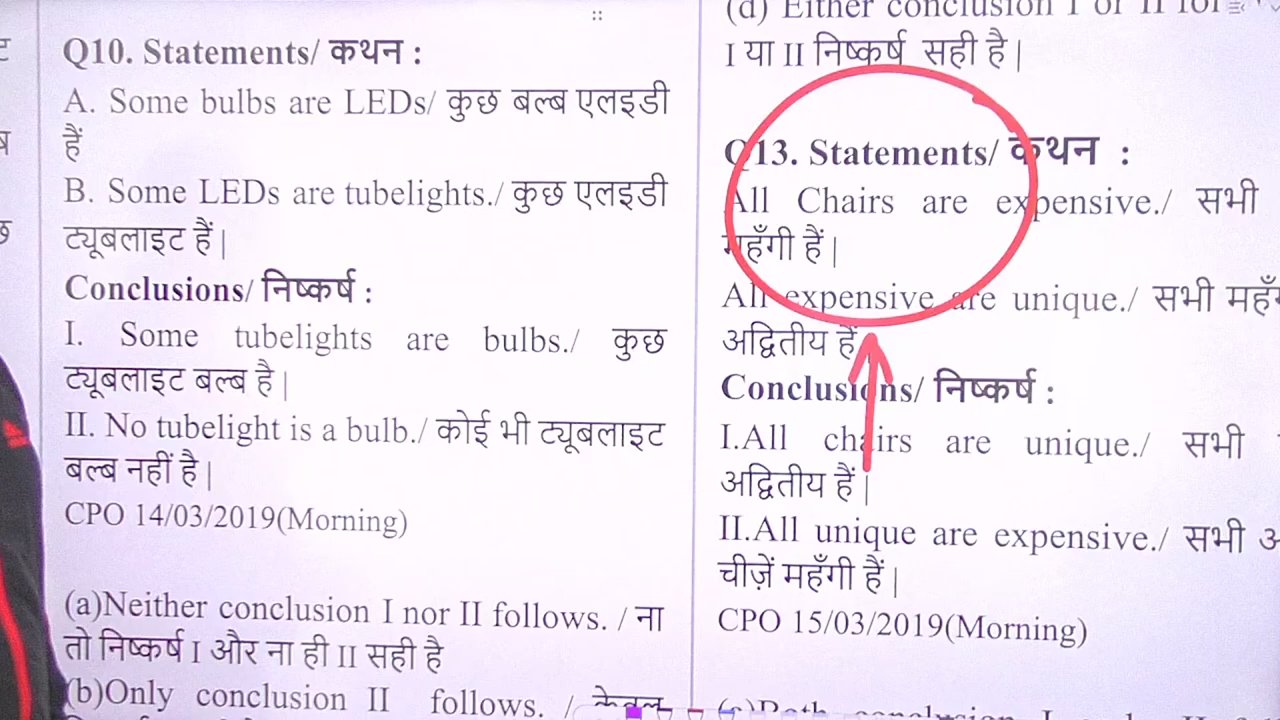 Q10. Statements/ कथन :
A. Some bulbs are LEDs/ कुछ बल्ब एलइडी
हैं
B. Some LEDs are tubelights./ कुछ एलइडी
ट्यूबलाइट हैं|
Conclusions/ निष्कर्ष :
I. Some tubelights are bulbs./ कुछ
ट्यूबलाइट बल्ब है|
II. No tubelight is a bulb./ कोई भी ट्यूबलाइट
बल्ब नहीं है|
CPO 14/03/2019(Morning)
(a)Neither conclusion I nor II follows. / ना
तो निष्कर्ष I और ना ही II सही है
(b)Only conclusion II follows. / केवल
(d) Either conclusion I or II
I या II निष्कर्ष सही है|
Q13. Statements/ कथन :
All Chairs are expensive./ सभी
महँगी हैं|
All expensive are unique./ सभी
अद्वितीय हैं
Conclusions/ निष्कर्ष :
I.All chairs are unique./ सभी
अद्वितीय हैं|
II.All unique are expensive./ सभी
चीज़ें महँगी हैं|
CPO 15/03/2019(Morning)